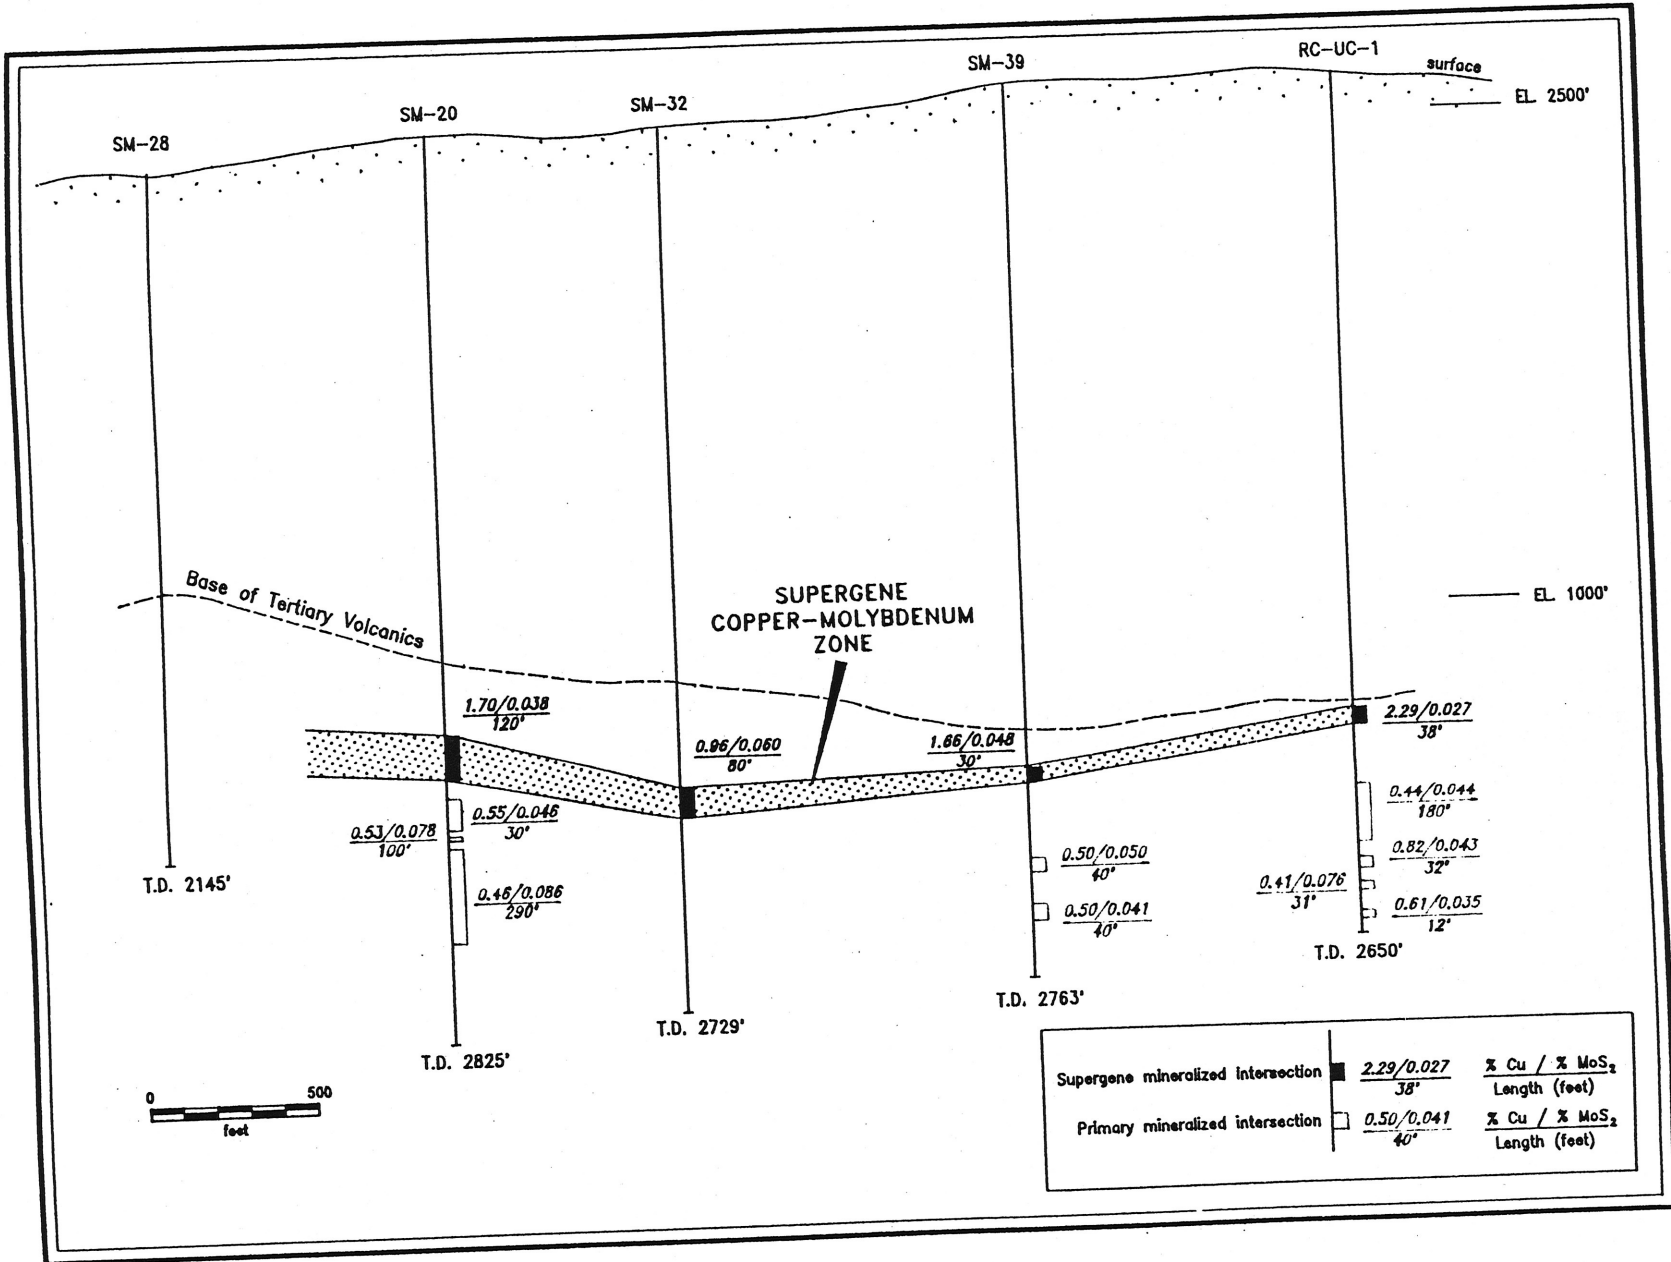 RC-UC-1
surface
SM-39
EL 2500'
SM-32
SM-20
SM-28
Base of Tertiary Volcanics
SUPERGENE
COPPER-MOLYBDENUM
ZONE
EL 1000'
1.70/0.038
120'
0.96/0.060
80'
1.66/0.048
30'
2.29/0.027
38'
0.55/0.046
30'
0.53/0.078
100'
0.46/0.086
290'
0.50/0.050
40'
0.50/0.041
40'
0.44/0.044
180'
0.82/0.043
32'
0.41/0.076
31'
0.61/0.035
12'
T.D. 2145'
T.D. 2825'
T.D. 2729'
T.D. 2763'
T.D. 2650'
0 500
feet
Supergene mineralized intersection 2.29/0.027 % Cu / % MoS₂
38' Length (feet)
Primary mineralized intersection 0.50/0.041 % Cu / % MoS₂
40' Length (feet)